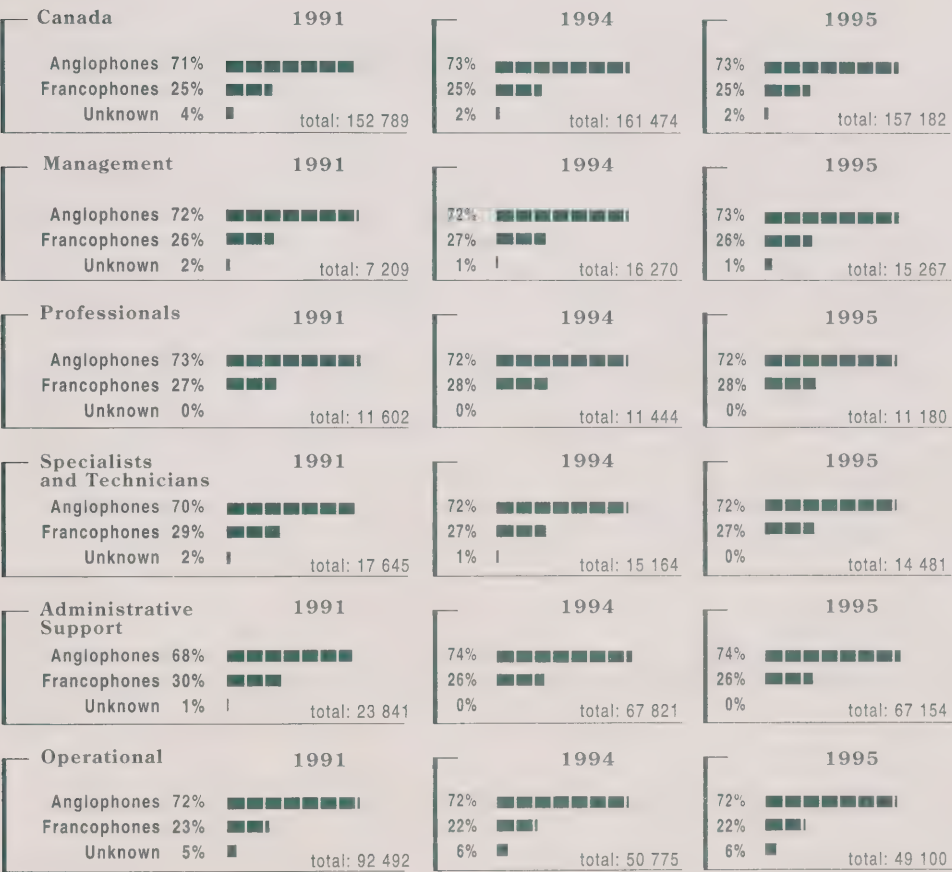 Canada 1991 1994 1995
Anglophones 71% 73% 73%
Francophones 25% 25% 25%
Unknown 4% total: 152 789 2% total: 161 474 2% total: 157 182
Management 1991 1994 1995
Anglophones 72% 72% 73%
Francophones 26% 27% 26%
Unknown 2% total: 7 209 1% total: 16 270 1% total: 15 267
Professionals 1991 1994 1995
Anglophones 73% 72% 72%
Francophones 27% 28% 28%
Unknown 0% total: 11 602 0% total: 11 444 0% total: 11 180
Specialists 1991 1994 1995
and Technicians
Anglophones 70% 72% 72%
Francophones 29% 27% 27%
Unknown 2% total: 17 645 1% total: 15 164 0% total: 14 481
Administrative 1991 1994 1995
Support
Anglophones 68% 74% 74%
Francophones 30% 26% 26%
Unknown 1% total: 23 841 0% total: 67 821 0% total: 67 154
Operational 1991 1994 1995
Anglophones 72% 72% 72%
Francophones 23% 22% 22%
Unknown 5% total: 92 492 6% total: 50 775 6% total: 49 100